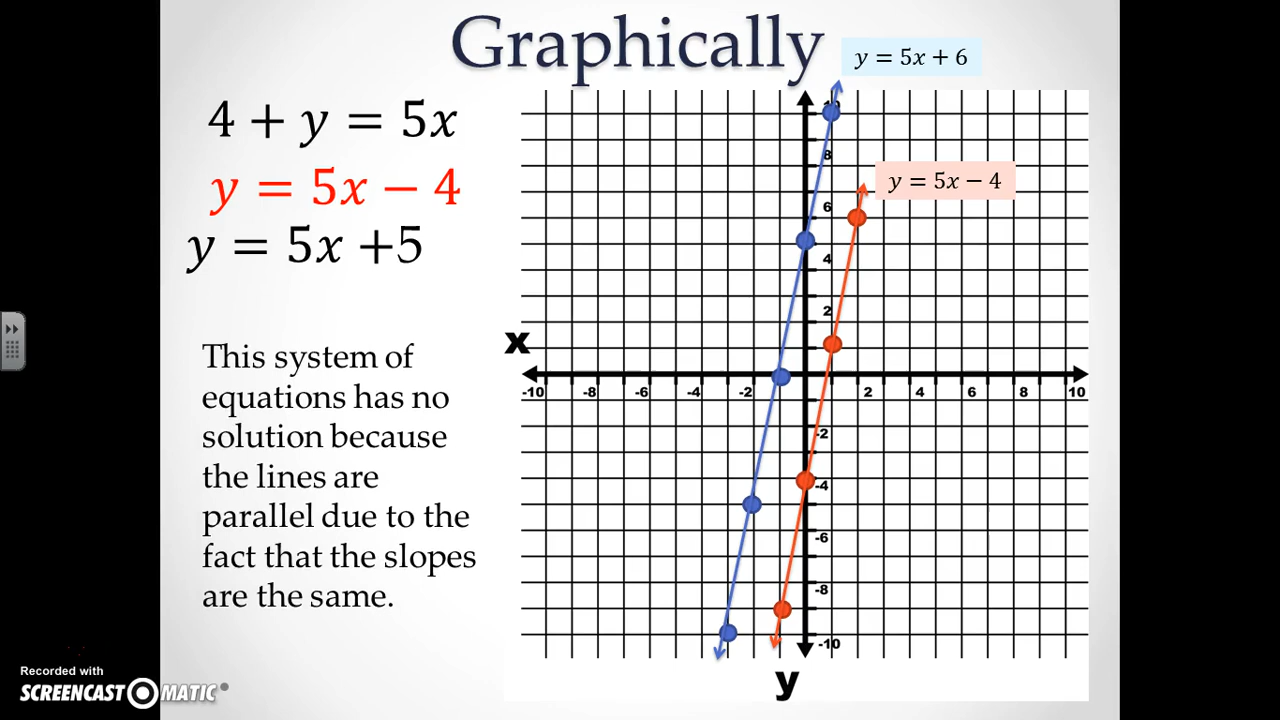 Graphically
y = 5x + 6
4 + y = 5x
y = 5x − 4
y = 5x − 4
y = 5x +5
This system of
equations has no
solution because
the lines are
parallel due to the
fact that the slopes
are the same.
10
8
6
4
2
x
-10 -8 -6 -4 -2 2 4 6 8 10
-2
-4
-6
-8
-10
y
Recorded with
SCREENCAST MATIC